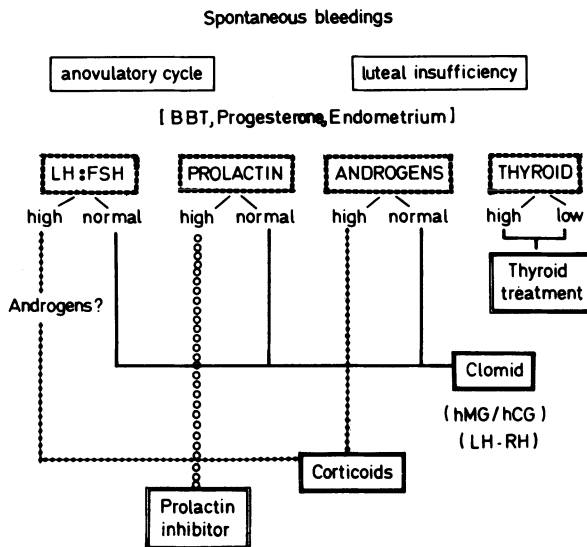 Spontaneous bleedings
anovulatory cycle luteal insufficiency
[BBT, Progesterone, Endometrium]
LH:FSH PROLACTIN ANDROGENS THYROID
high normal high normal high normal high low
Thyroid
treatment
Androgens?
Clomid
(hMG/hCG)
(LH-RH)
Corticoids
Prolactin
inhibitor